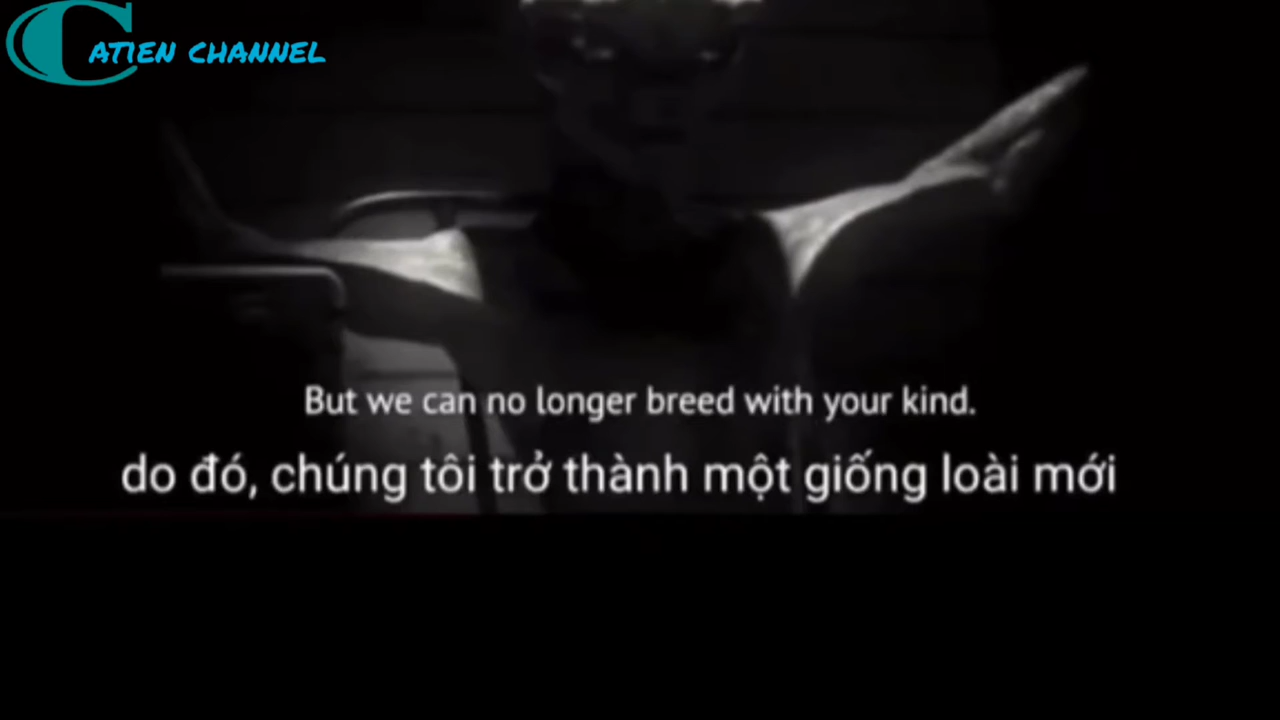 CATIEN CHANNEL
But we can no longer breed with your kind.
do đó, chúng tôi trở thành một giống loài mới